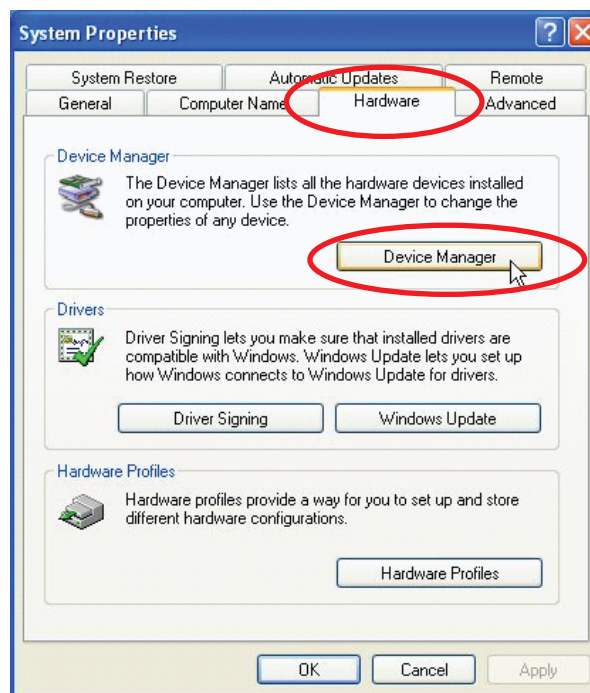 System Properties
System Restore Automatic Updates Remote
General Computer Name Hardware Advanced
Device Manager
The Device Manager lists all the hardware devices installed
on your computer. Use the Device Manager to change the
properties of any device.
Device Manager
Drivers
Driver Signing lets you make sure that installed drivers are
compatible with Windows. Windows Update lets you set up
how Windows connects to Windows Update for drivers.
Driver Signing Windows Update
Hardware Profiles
Hardware profiles provide a way for you to set up and store
different hardware configurations.
Hardware Profiles
OK Cancel Apply